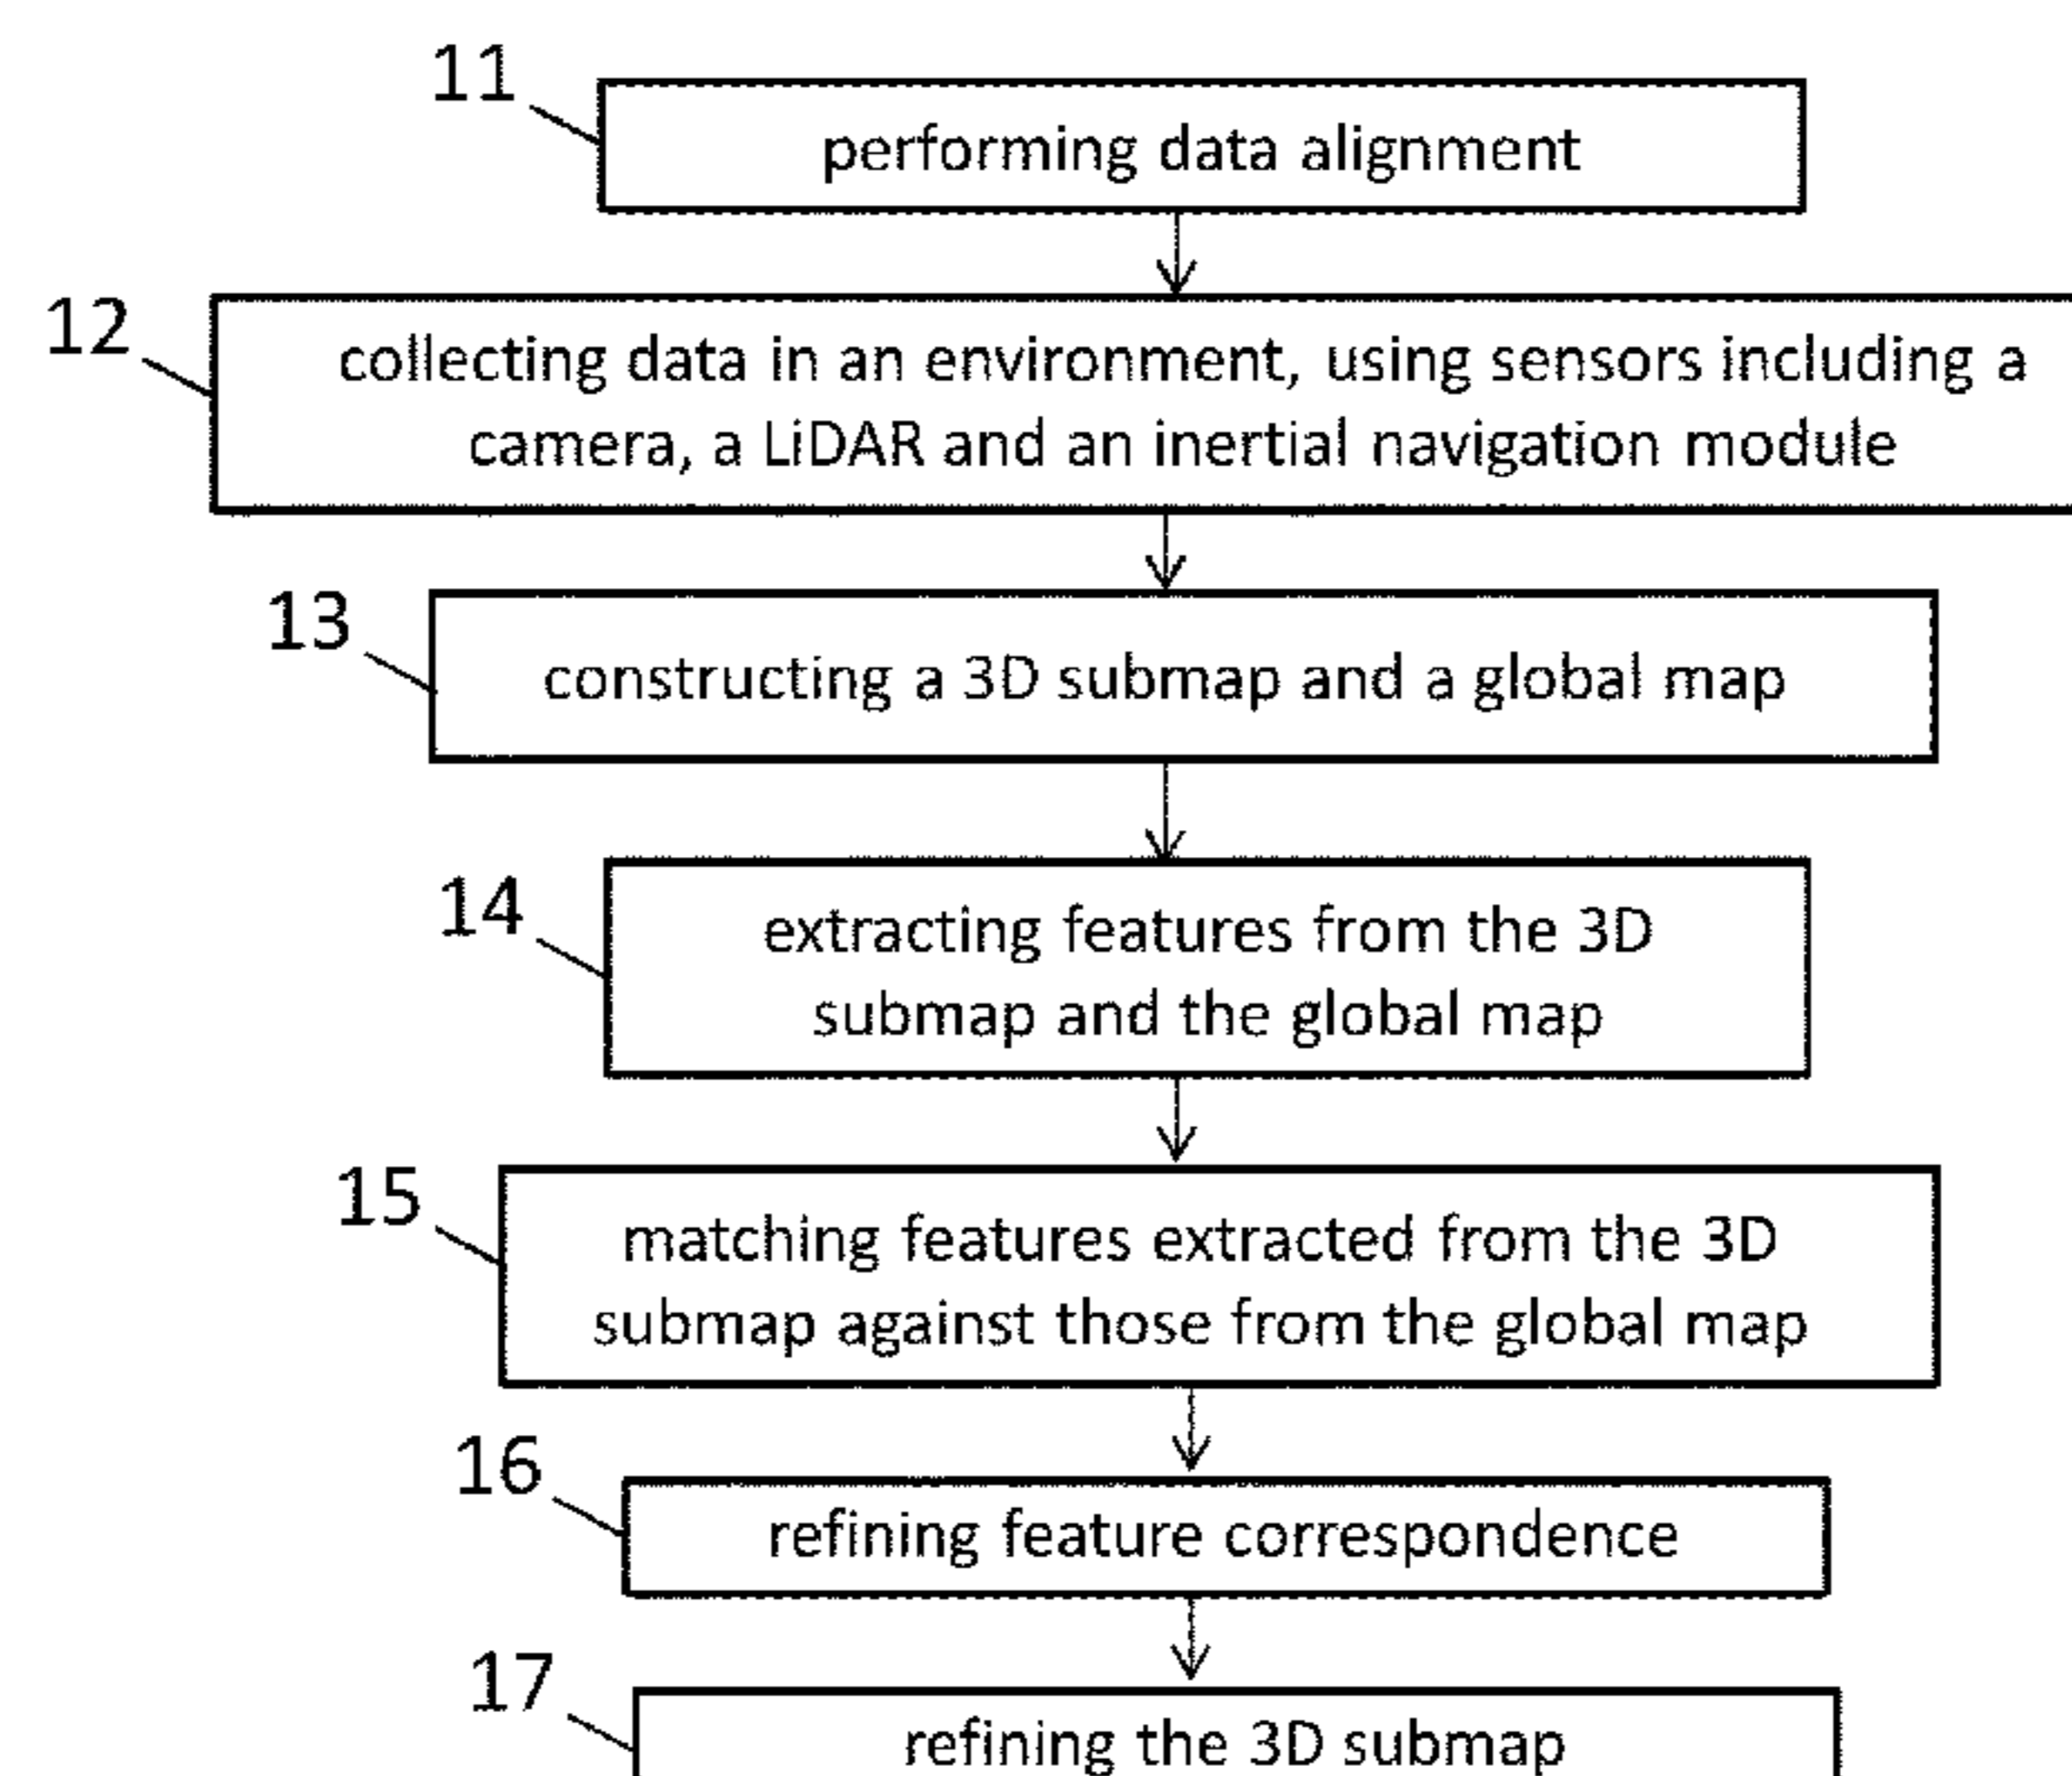 11
performing data alignment
12
collecting data in an environment, using sensors including a
camera, a LiDAR and an inertial navigation module
13
constructing a 3D submap and a global map
14
extracting features from the 3D
submap and the global map
15
matching features extracted from the 3D
submap against those from the global map
16
refining feature correspondence
17
refining the 3D submap